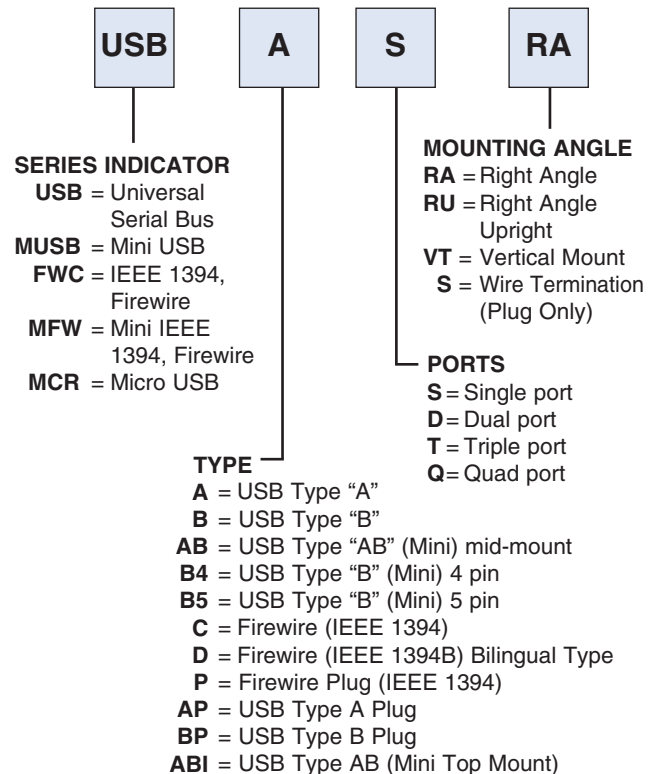 USB A S RA
SERIES INDICATOR
USB = Universal
Serial Bus
MUSB = Mini USB
FWC = IEEE 1394,
Firewire
MFW = Mini IEEE
1394, Firewire
MCR = Micro USB
MOUNTING ANGLE
RA = Right Angle
RU = Right Angle
Upright
VT = Vertical Mount
S = Wire Termination
(Plug Only)
PORTS
S = Single port
D = Dual port
T = Triple port
Q = Quad port
TYPE
A = USB Type “A”
B = USB Type “B”
AB = USB Type “AB” (Mini) mid-mount
B4 = USB Type “B” (Mini) 4 pin
B5 = USB Type “B” (Mini) 5 pin
C = Firewire (IEEE 1394)
D = Firewire (IEEE 1394B) Bilingual Type
P = Firewire Plug (IEEE 1394)
AP = USB Type A Plug
BP = USB Type B Plug
ABI = USB Type AB (Mini Top Mount)